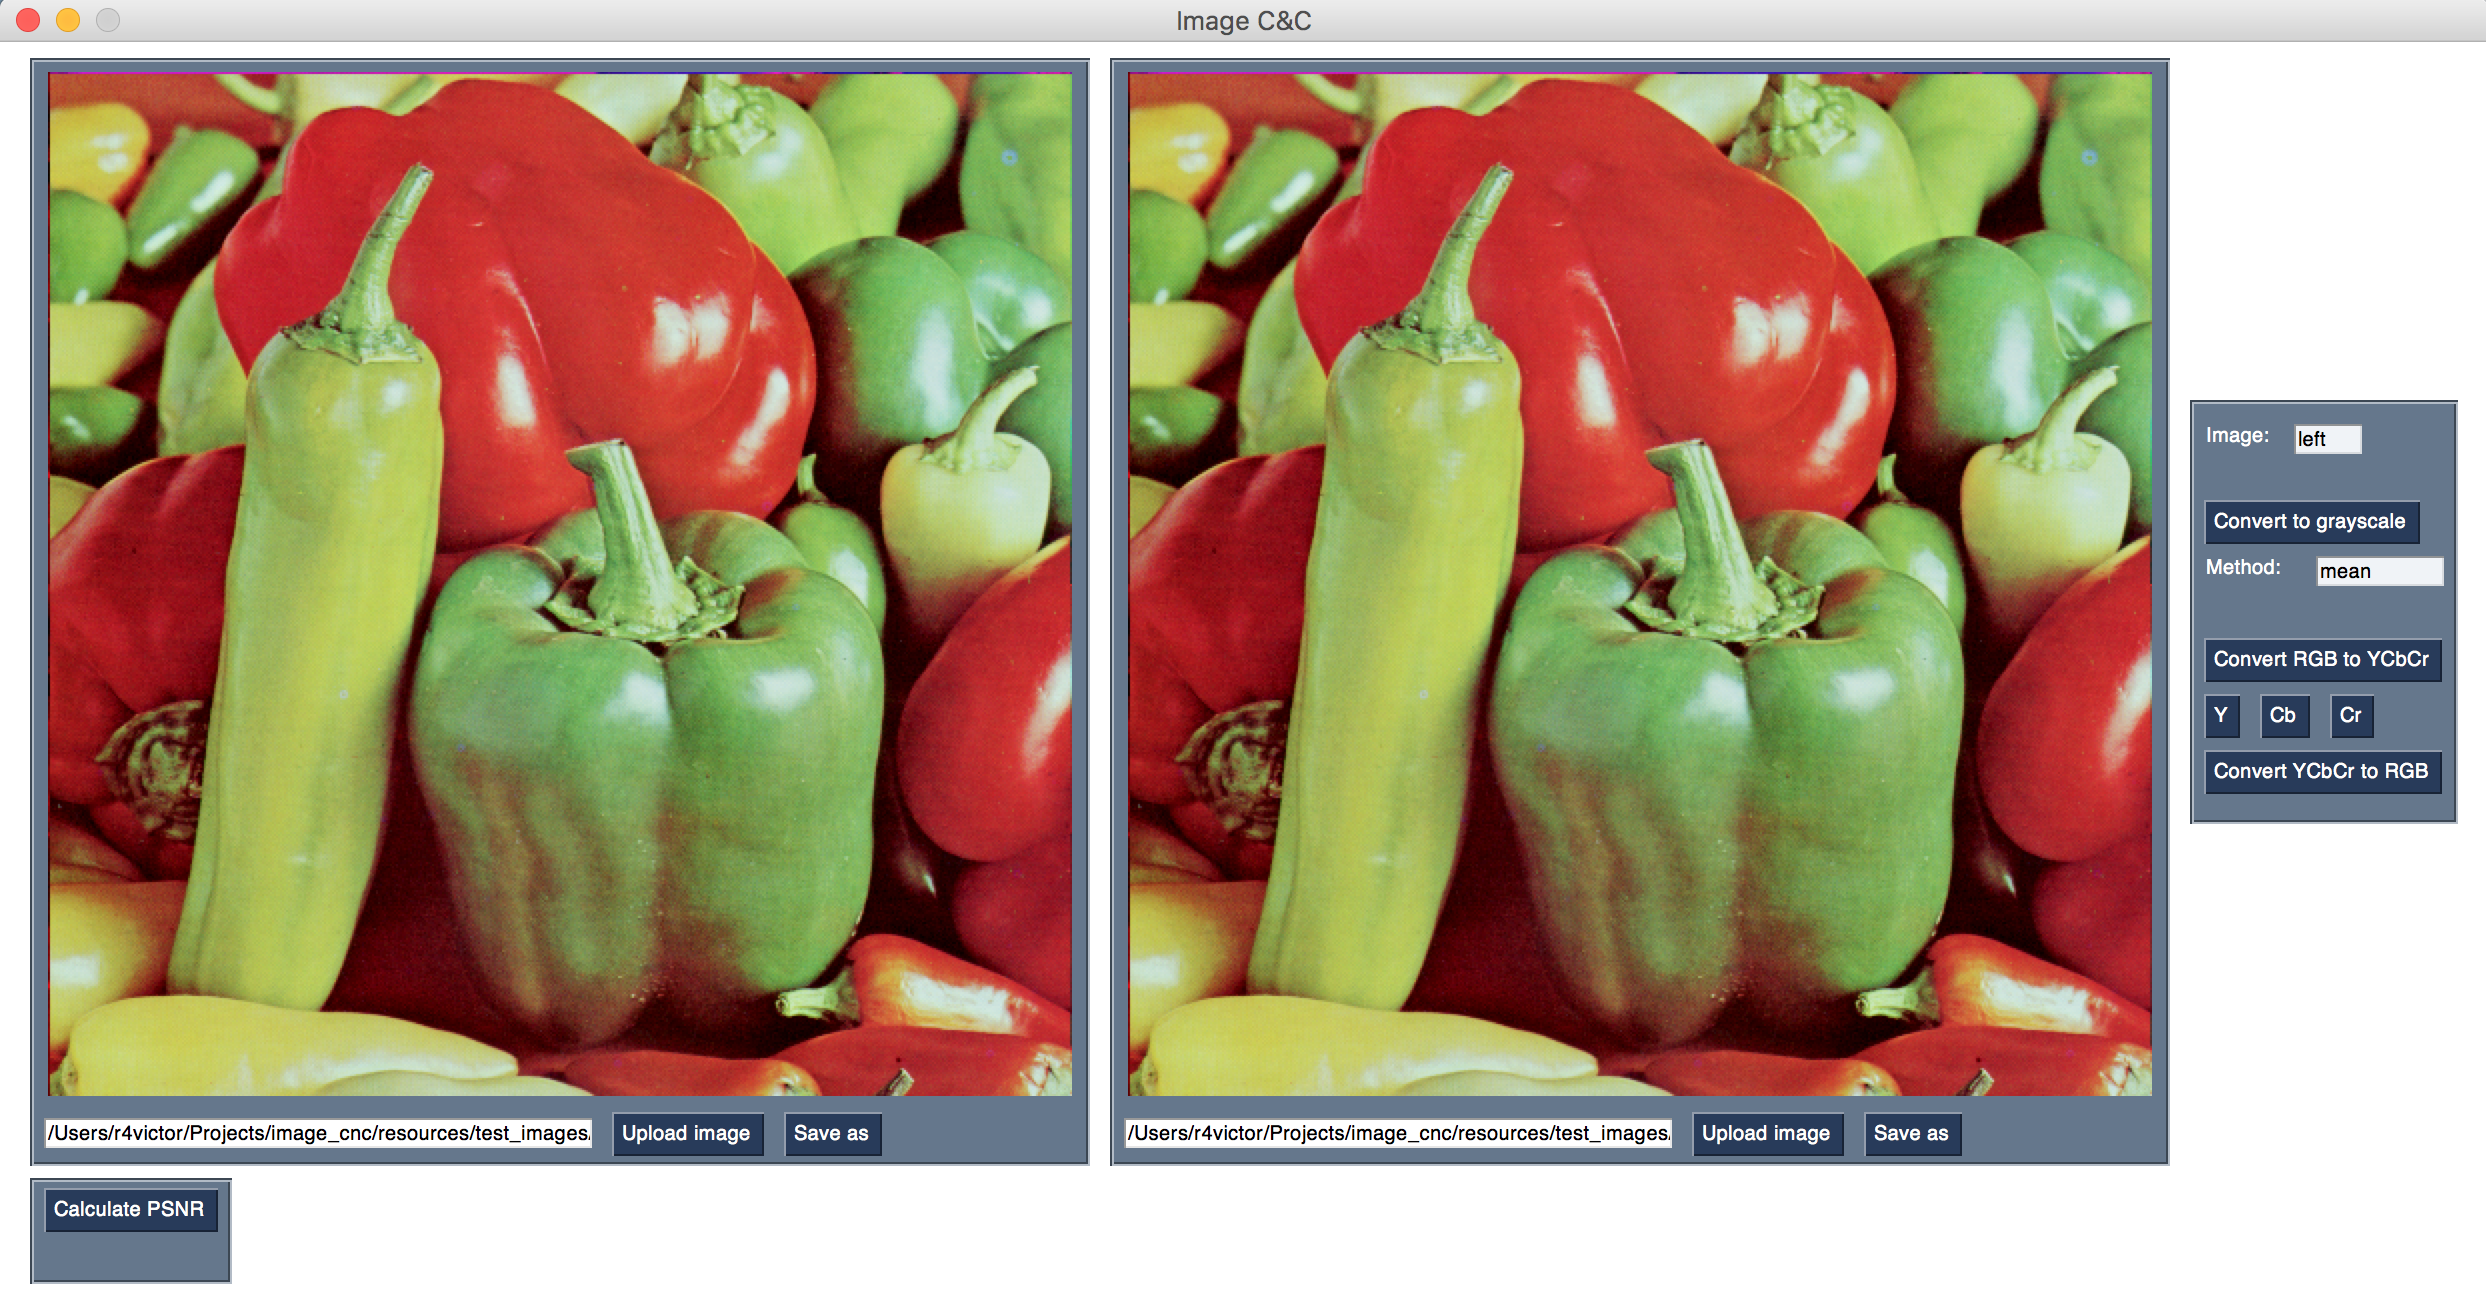 Image C&C
/Users/r4victor/Projects/image_cnc/resources/test_images/
Upload image
Save as
/Users/r4victor/Projects/image_cnc/resources/test_images/
Upload image
Save as
Image:
left
Convert to grayscale
Method:
mean
Convert RGB to YCbCr
Y
Cb
Cr
Convert YCbCr to RGB
Calculate PSNR